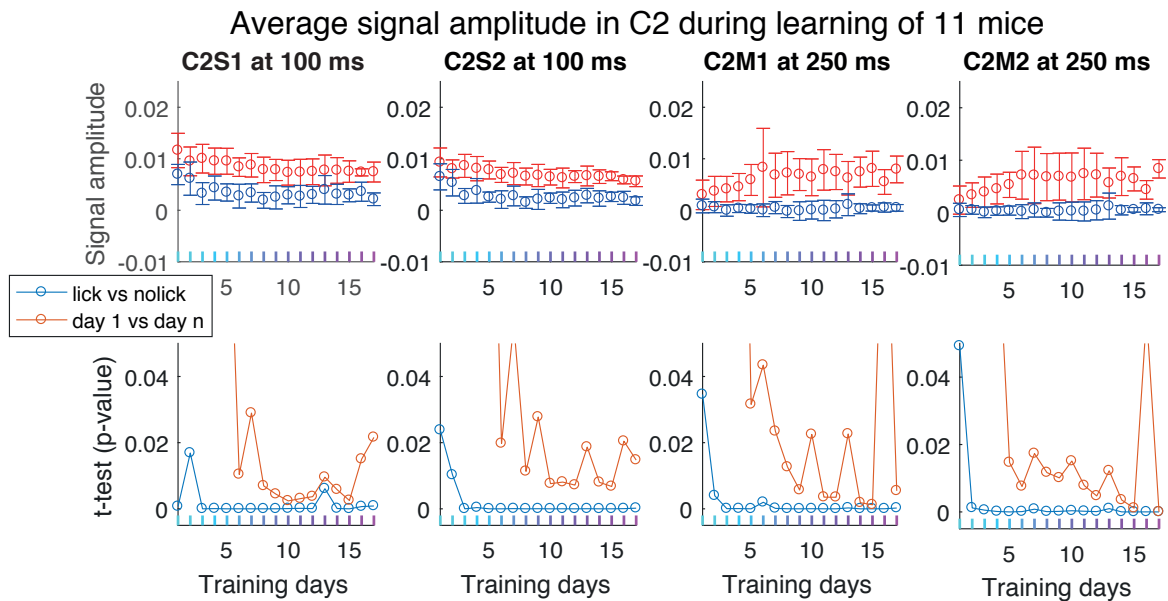 Average signal amplitude in C2 during learning of 11 mice
C2S1 at 100 ms C2S2 at 100 ms C2M1 at 250 ms C2M2 at 250 ms
Signal amplitude
0.02 0.02 0.02 0.02
0.01 0.01 0.01 0.01
0 0 0 0
-0.01 -0.01 -0.01 -0.01
5 10 15 5 10 15 5 10 15 5 10 15
lick vs nolick
day 1 vs day n
t-test (p-value)
0.04 0.04 0.04 0.04
0.02 0.02 0.02 0.02
0 0 0 0
5 10 15 5 10 15 5 10 15 5 10 15
Training days Training days Training days Training days